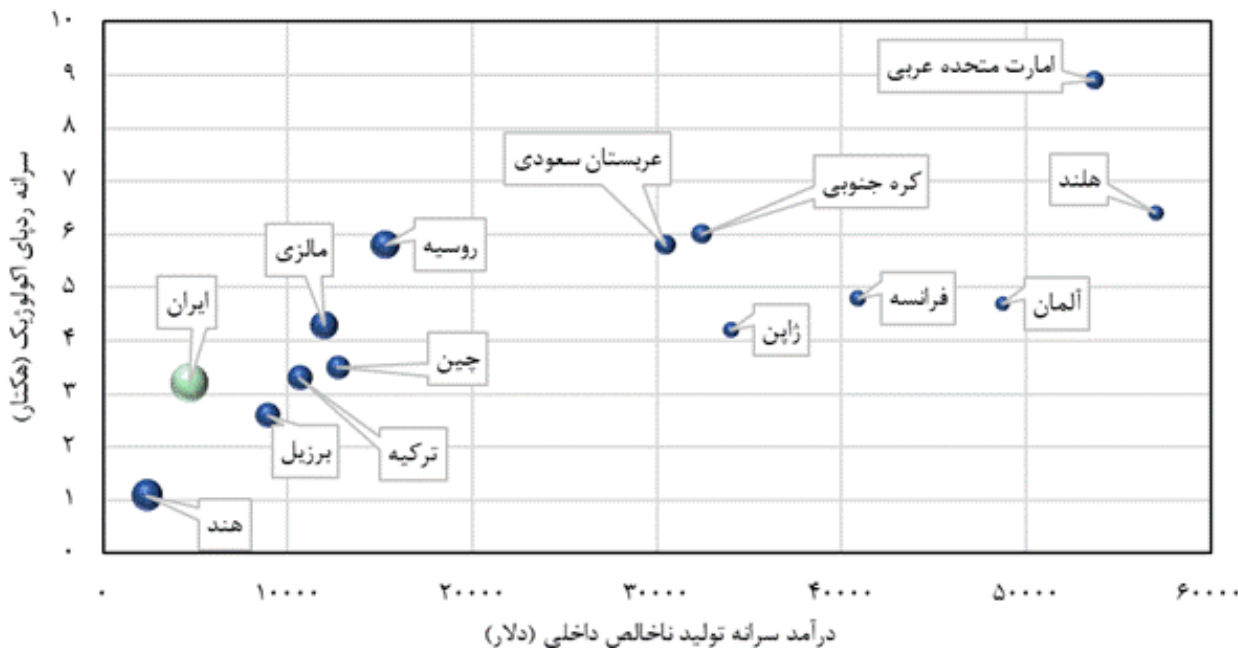 ۱۰
۹
۸
۷
۶
۵
۴
۳
۲
۱
۰
سرانه ردپای اکولوژیک (هکتار)
امارت متحده عربی
هلند
عربستان سعودی
کره جنوبی
روسیه
مالزی
ایران
فرانسه
آلمان
ژاپن
چین
ترکیه
برزیل
هند
۰ ۱۰۰۰۰ ۲۰۰۰۰ ۳۰۰۰۰ ۴۰۰۰۰ ۵۰۰۰۰ ۶۰۰۰۰
درآمد سرانه تولید ناخالص داخلی (دلار)